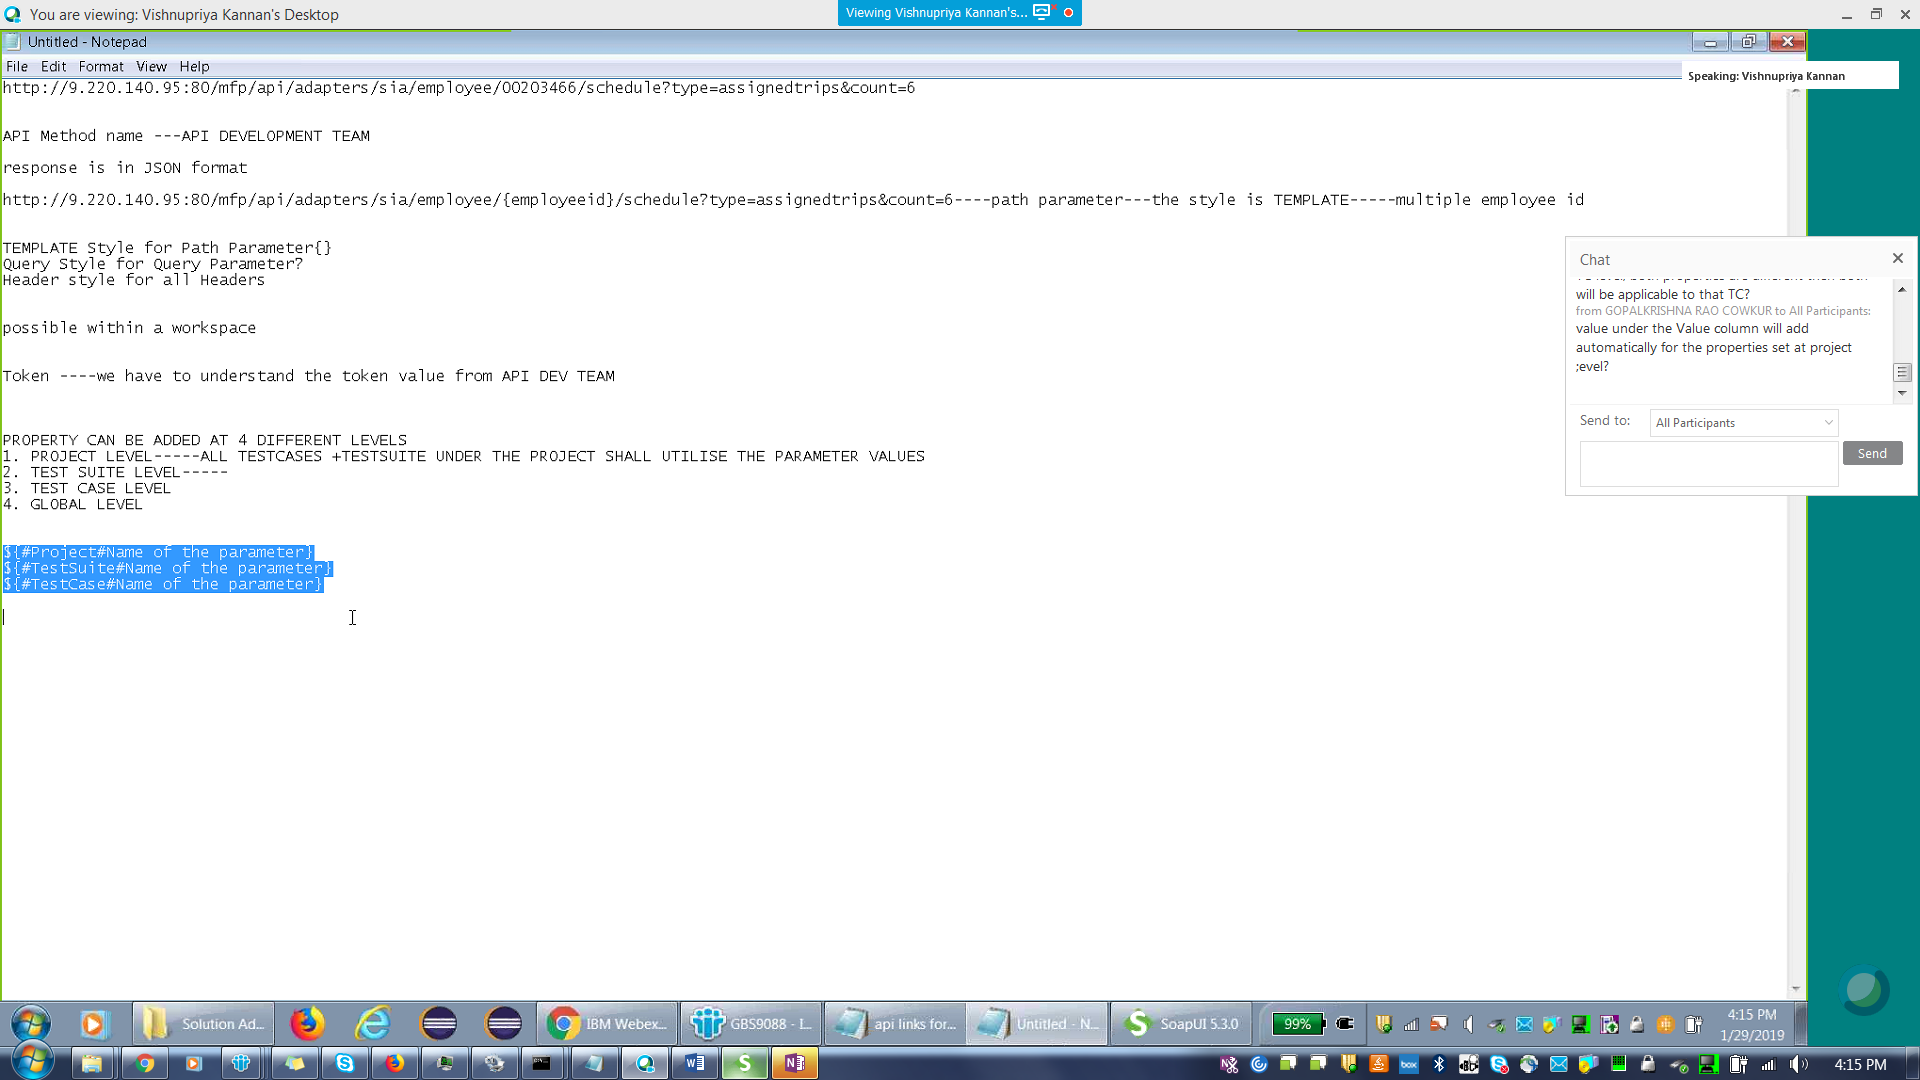 You are viewing: Vishnupriya Kannan's Desktop
Viewing Vishnupriya Kannan's...
Untitled - Notepad
File Edit Format View Help
Speaking: Vishnupriya Kannan
http://9.220.140.95:80/mfp/api/adapters/sia/employee/00203466/schedule?type=assignedtrips&count=6
API Method name ---API DEVELOPMENT TEAM
response is in JSON format
http://9.220.140.95:80/mfp/api/adapters/sia/employee/{employeeid}/schedule?type=assignedtrips&count=6----path parameter---the style is TEMPLATE-----multiple employee id
TEMPLATE Style for Path Parameter{}
Query Style for Query Parameter?
Header style for all Headers
possible within a workspace
Token ----we have to understand the token value from API DEV TEAM
PROPERTY CAN BE ADDED AT 4 DIFFERENT LEVELS
1. PROJECT LEVEL-----ALL TESTCASES +TESTSUITE UNDER THE PROJECT SHALL UTILISE THE PARAMETER VALUES
2. TEST SUITE LEVEL-----
3. TEST CASE LEVEL
4. GLOBAL LEVEL
${#Project#Name of the parameter}
${#TestSuite#Name of the parameter}
${#TestCase#Name of the parameter}
Chat
will be applicable to that TC?
from GOPALKRISHNA RAO COWKUR to All Participants:
value under the Value column will add
automatically for the properties set at project
;evel?
Send to:
All Participants
Send
Solution Ad...
IBM Webex...
GBS9088 - I...
api links for...
Untitled - N...
SoapUI 5.3.0
99%
4:15 PM
1/29/2019
4:15 PM